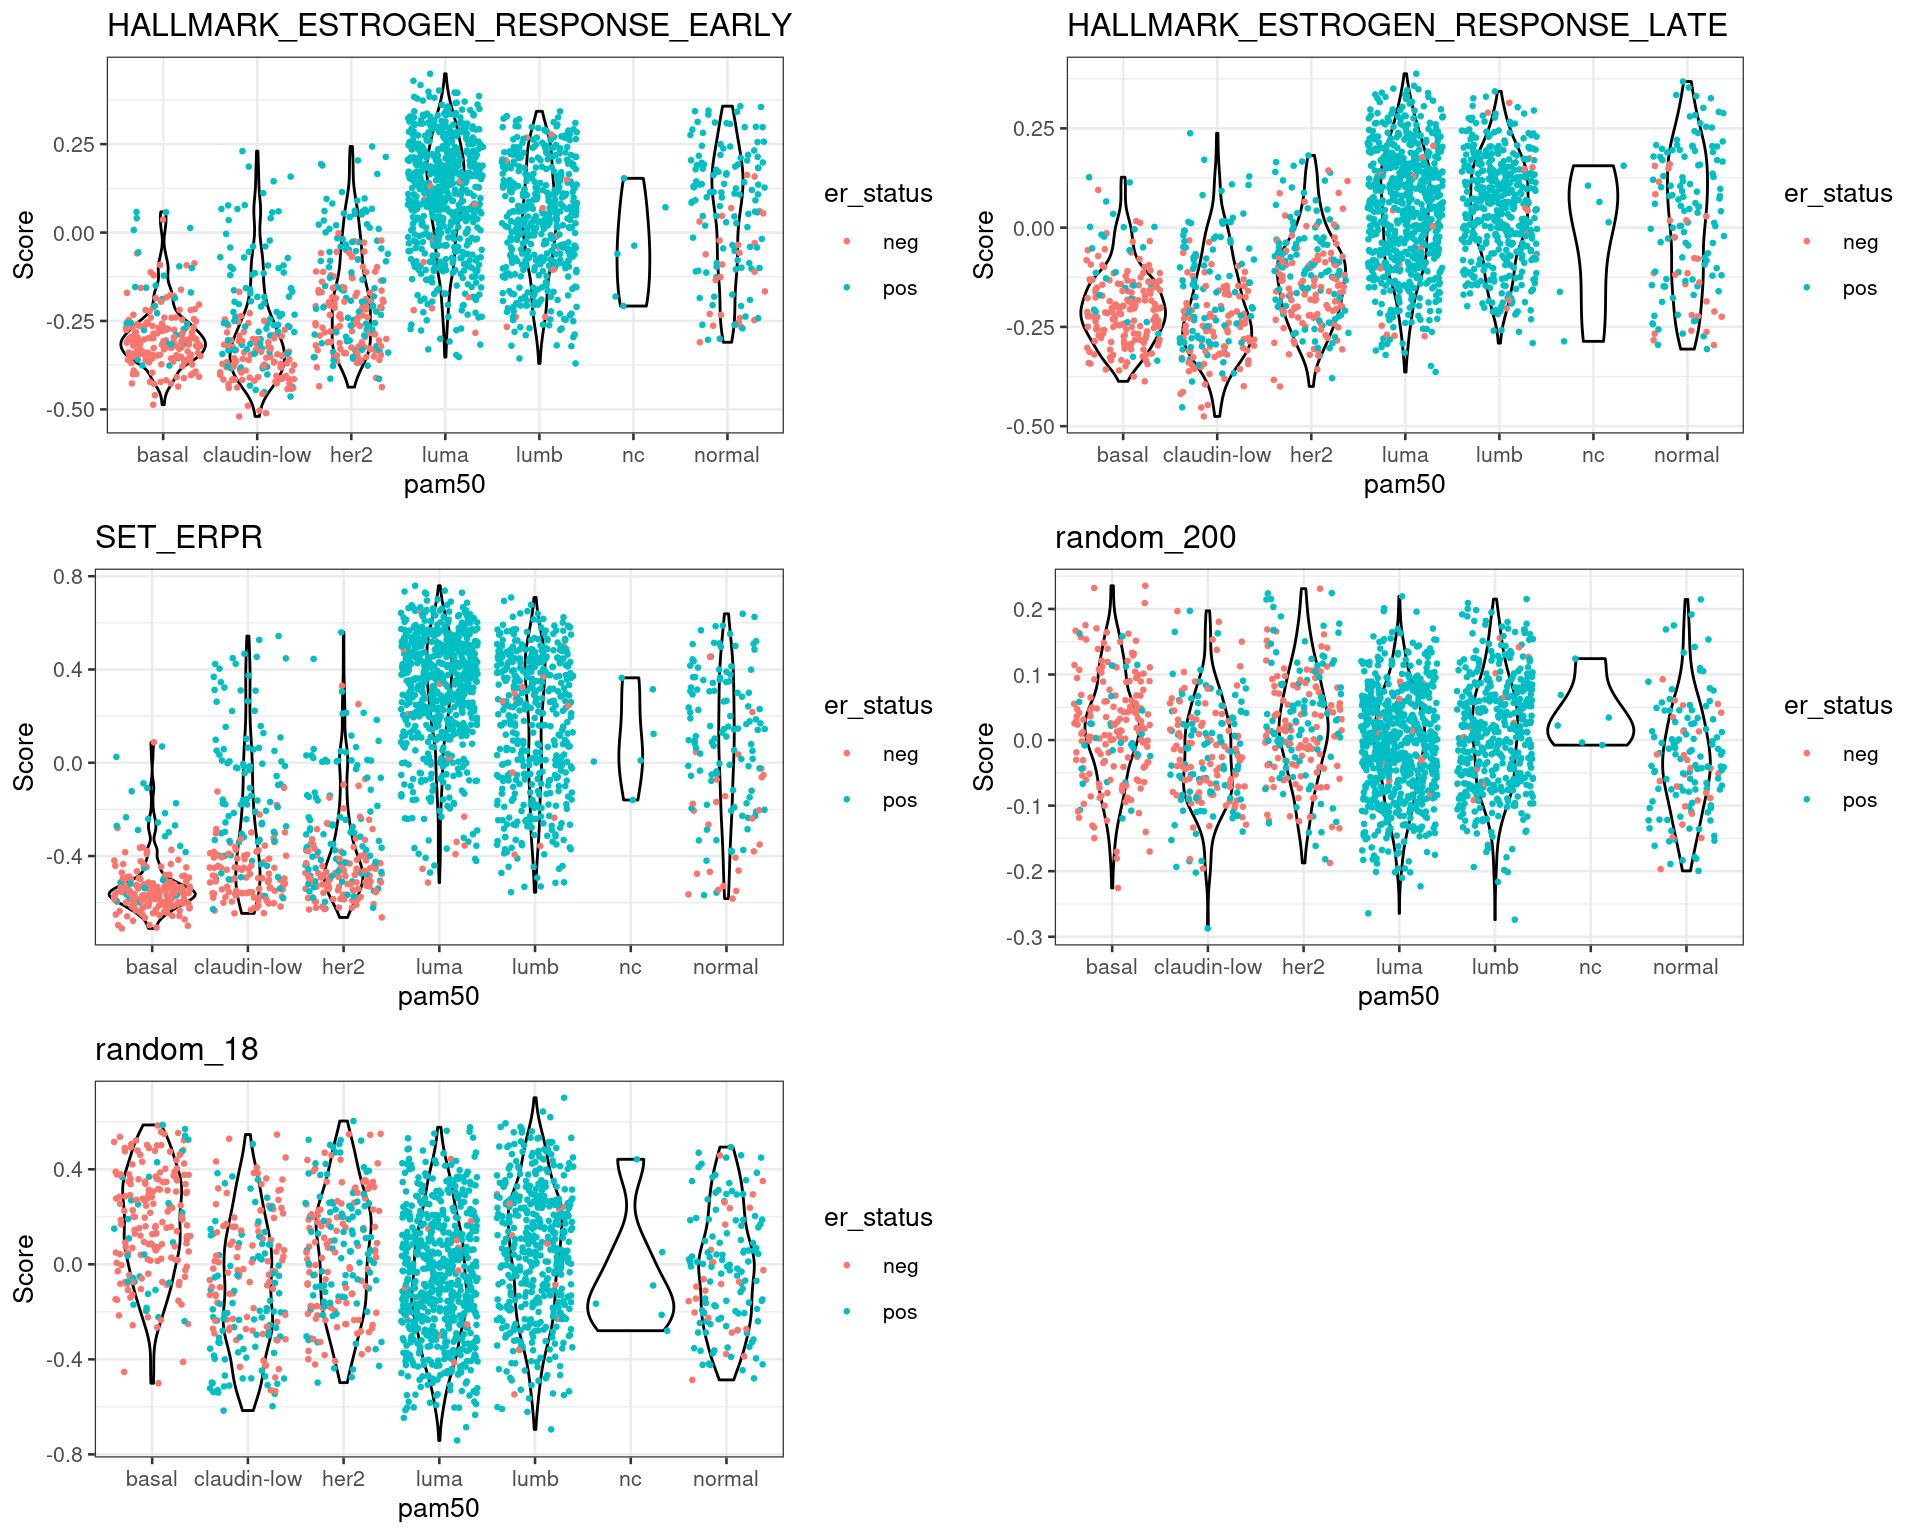 HALLMARK_ESTROGEN_RESPONSE_EARLY
0.25
0.00
-0.25
-0.50
Score
basal claudin-low her2 luma lumb nc normal
pam50
er_status
neg
pos
HALLMARK_ESTROGEN_RESPONSE_LATE
0.25
0.00
-0.25
-0.50
Score
basal claudin-low her2 luma lumb nc normal
pam50
er_status
neg
pos
SET_ERPR
0.8
0.4
0.0
-0.4
Score
basal claudin-low her2 luma lumb nc normal
pam50
er_status
neg
pos
random_200
0.2
0.1
0.0
-0.1
-0.2
-0.3
Score
basal claudin-low her2 luma lumb nc normal
pam50
er_status
neg
pos
random_18
0.4
0.0
-0.4
-0.8
Score
basal claudin-low her2 luma lumb nc normal
pam50
er_status
neg
pos